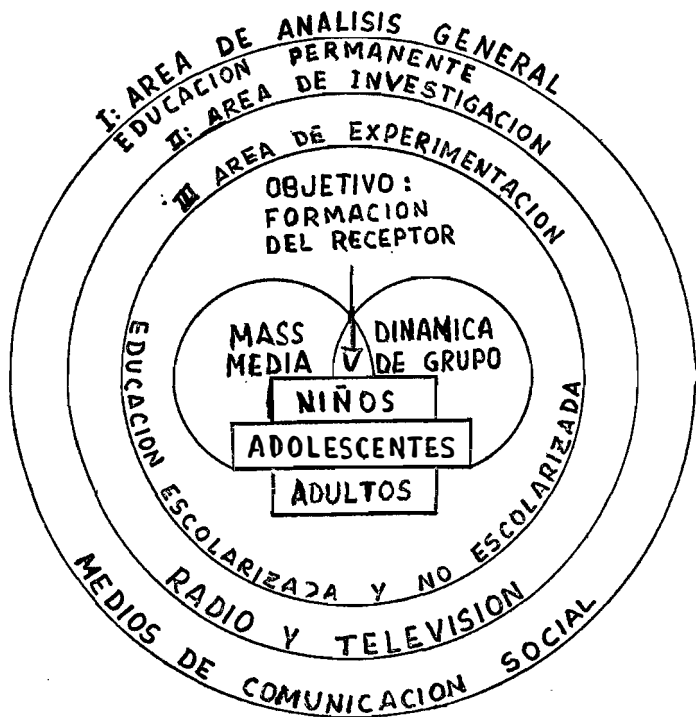 I: AREA DE ANALISIS GENERAL
EDUCACION PERMANENTE
II: AREA DE INVESTIGACION
III AREA DE EXPERIMENTACION
OBJETIVO:
FORMACION
DEL RECEPTOR
MASS
MEDIA
DINAMICA
DE GRUPO
NIÑOS
ADOLESCENTES
ADULTOS
EDUCACION ESCOLARIZADA Y NO ESCOLARIZADA
RADIO Y TELEVISION
MEDIOS DE COMUNICACION SOCIAL